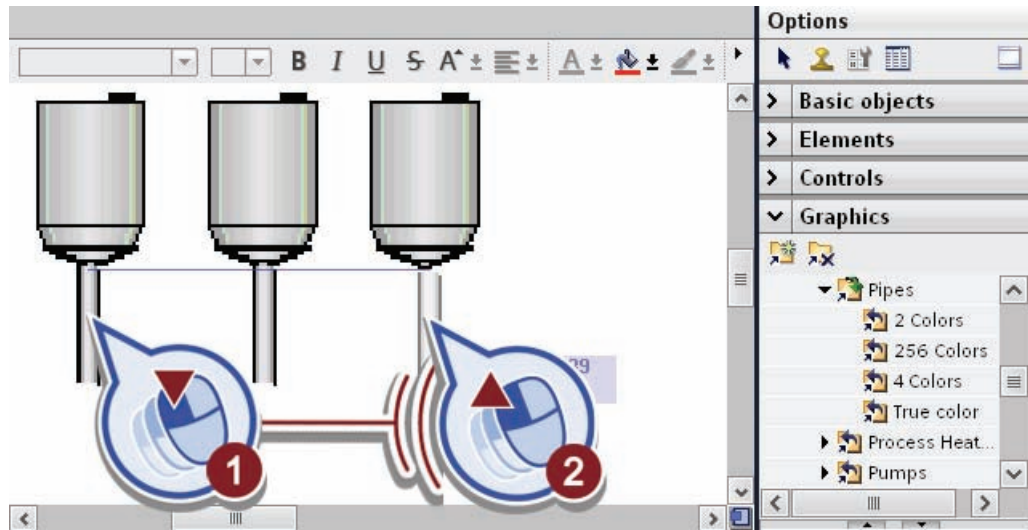 Options
B I U S A A
Basic objects
Elements
Controls
Graphics
Pipes
2 Colors
256 Colors
4 Colors
True color
Process Heat...
Pumps
1
2